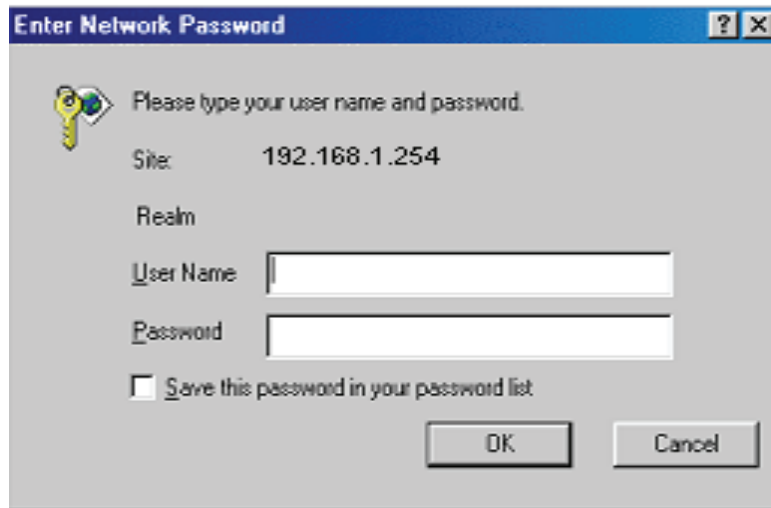 Enter Network Password
Please type your user name and password.
Site: 192.168.1.254
Realm
User Name
Password
Save this password in your password list
OK Cancel